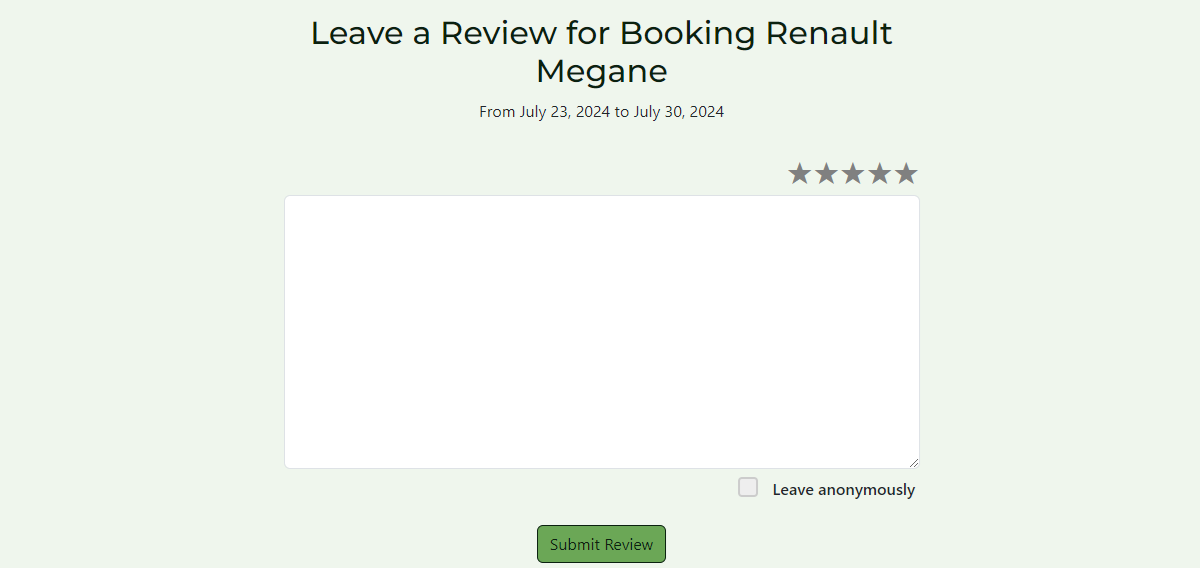 Leave a Review for Booking Renault
Megane
From July 23, 2024 to July 30, 2024
Leave anonymously
Submit Review